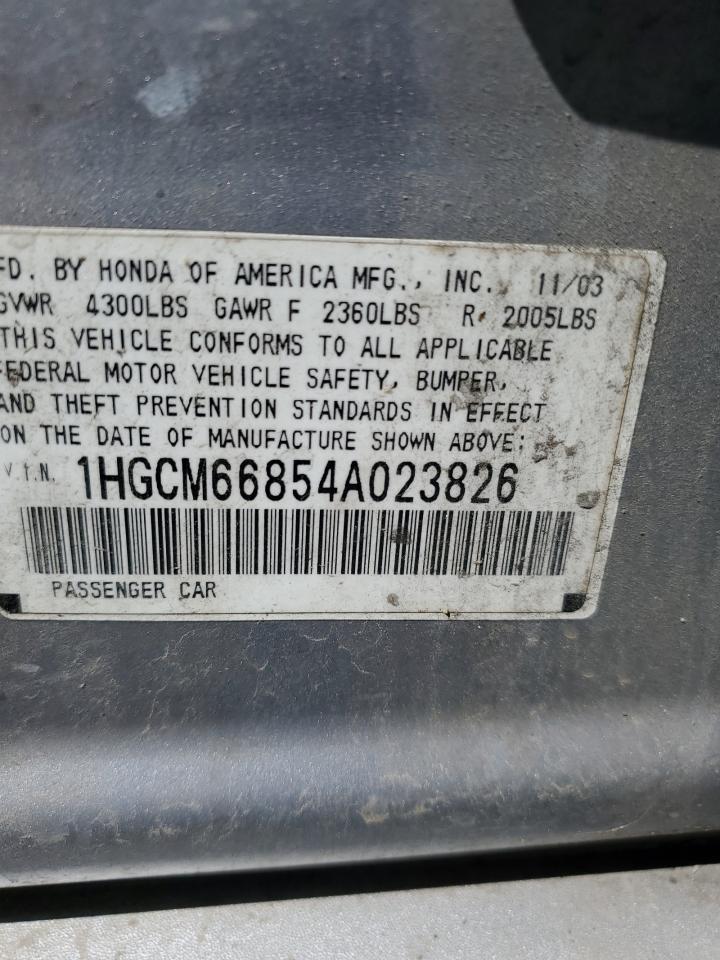 FD. BY HONDA OF AMERICA MFG., INC. 11/03
GVWR 4300LBS GAWR F 2360LBS R 2005LBS
THIS VEHICLE CONFORMS TO ALL APPLICABLE
FEDERAL MOTOR VEHICLE SAFETY, BUMPER,
AND THEFT PREVENTION STANDARDS IN EFFECT
ON THE DATE OF MANUFACTURE SHOWN ABOVE:
V.I.N. 1HGCM66854A023826
PASSENGER CAR